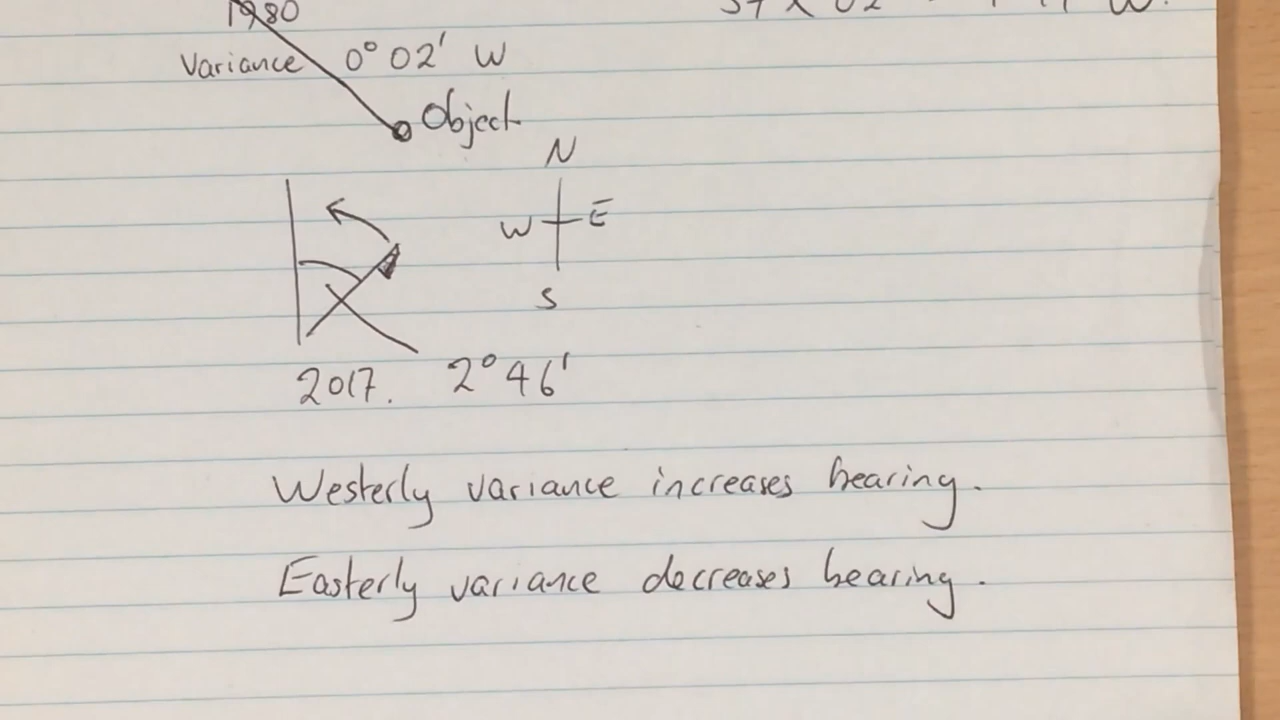 1980
Variance 0° 02' W
Object
N
W E
S
2017. 2° 46'
Westerly variance increases bearing.
Easterly variance decreases bearing.